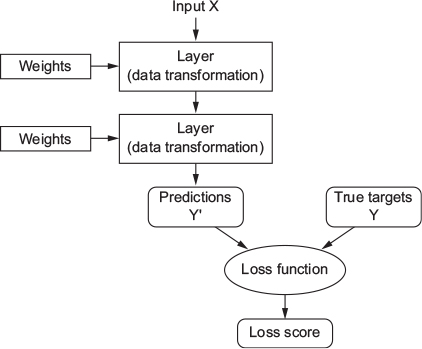 Input X
Layer
(data transformation)
Weights
Layer
(data transformation)
Weights
Predictions
Y'
True targets
Y
Loss function
Loss score